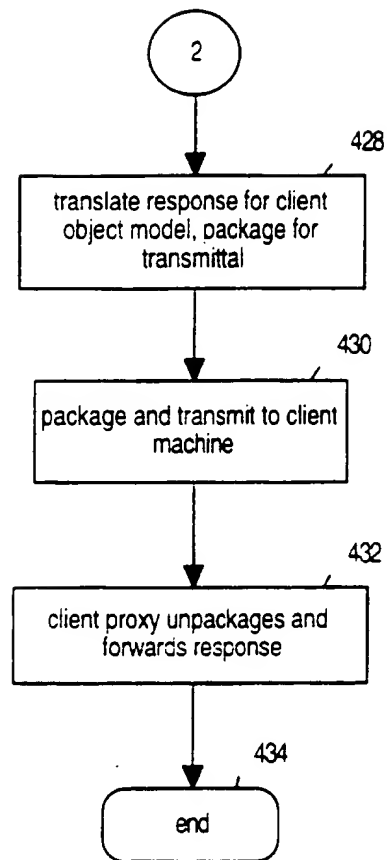 2
428
translate response for client
object model, package for
transmittal
430
package and transmit to client
machine
432
client proxy unpackages and
forwards response
434
end